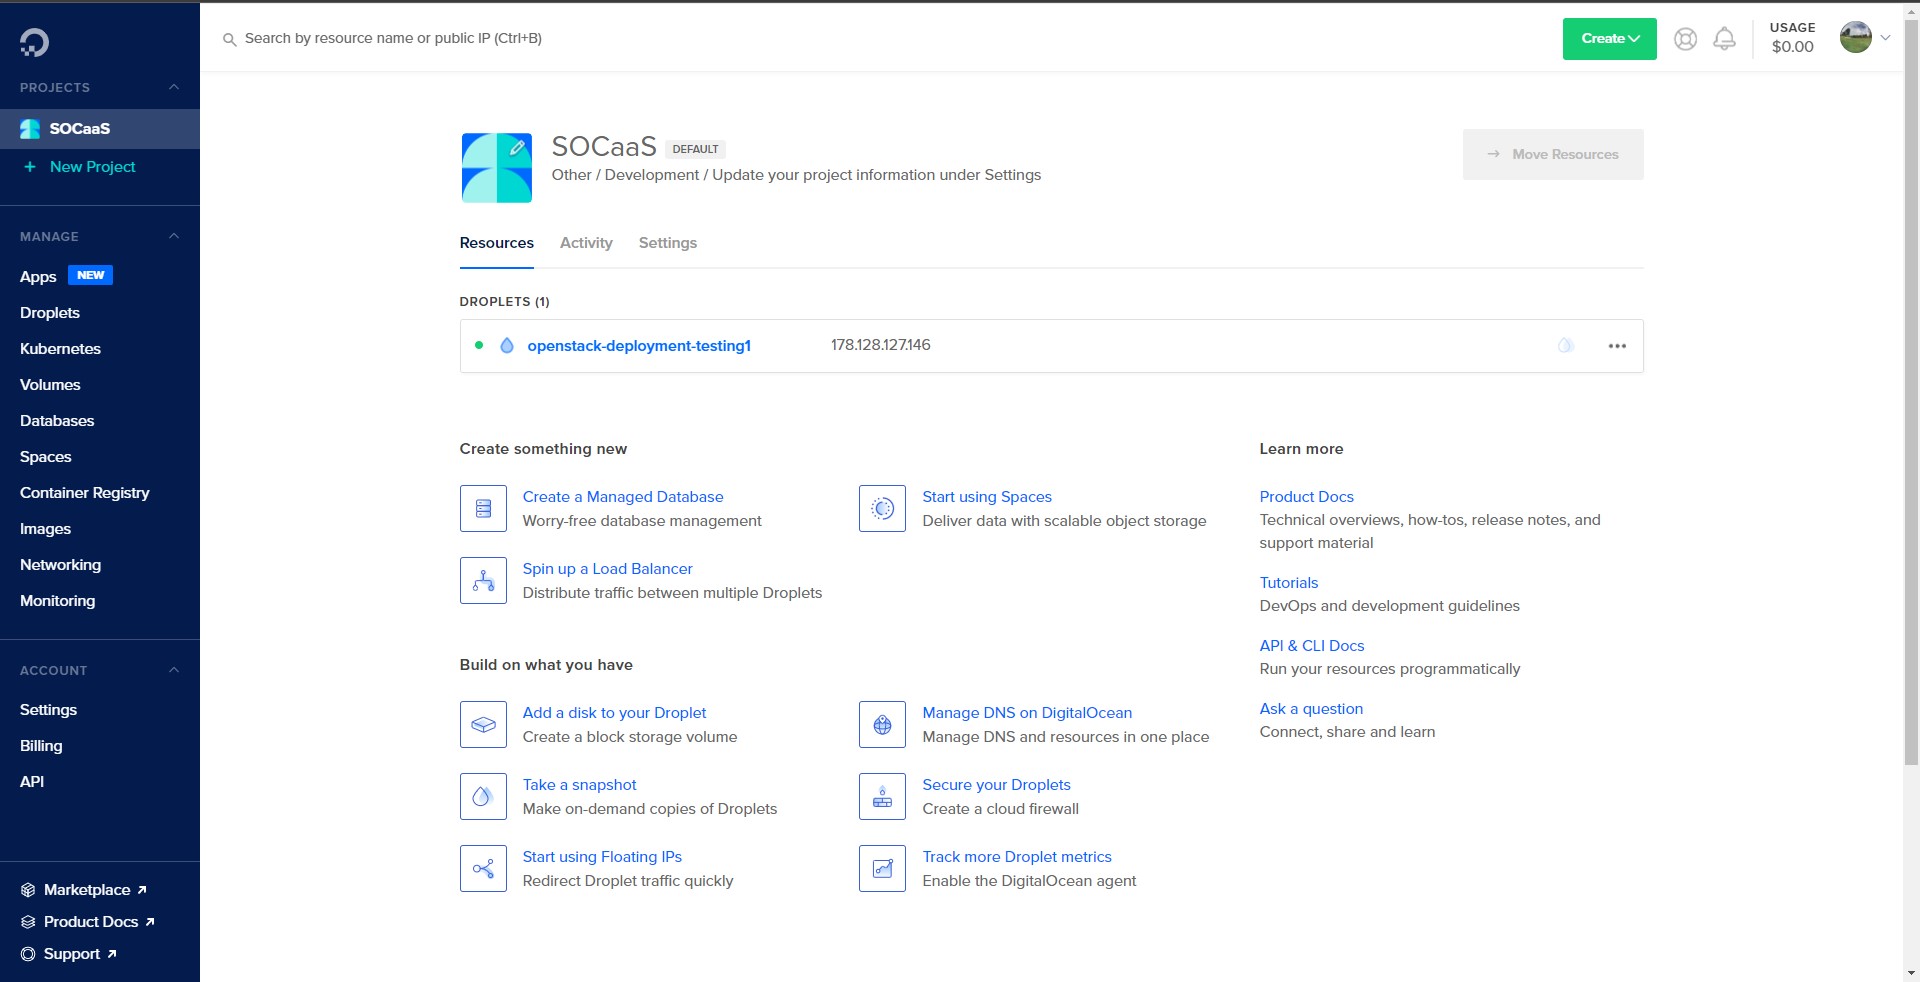 Search by resource name or public IP (Ctrl+B)
Create
USAGE
$0.00
PROJECTS
SOCaaS
+ New Project
MANAGE
Apps NEW
Droplets
Kubernetes
Volumes
Databases
Spaces
Container Registry
Images
Networking
Monitoring
ACCOUNT
Settings
Billing
API
Marketplace
Product Docs
Support
SOCaaS DEFAULT
Other / Development / Update your project information under Settings
Move Resources
Resources Activity Settings
DROPLETS (1)
openstack-deployment-testing1 178.128.127.146
Create something new
Create a Managed Database
Worry-free database management
Start using Spaces
Deliver data with scalable object storage
Spin up a Load Balancer
Distribute traffic between multiple Droplets
Build on what you have
Add a disk to your Droplet
Create a block storage volume
Manage DNS on DigitalOcean
Manage DNS and resources in one place
Take a snapshot
Make on-demand copies of Droplets
Secure your Droplets
Create a cloud firewall
Start using Floating IPs
Redirect Droplet traffic quickly
Track more Droplet metrics
Enable the DigitalOcean agent
Learn more
Product Docs
Technical overviews, how-tos, release notes, and
support material
Tutorials
DevOps and development guidelines
API & CLI Docs
Run your resources programmatically
Ask a question
Connect, share and learn